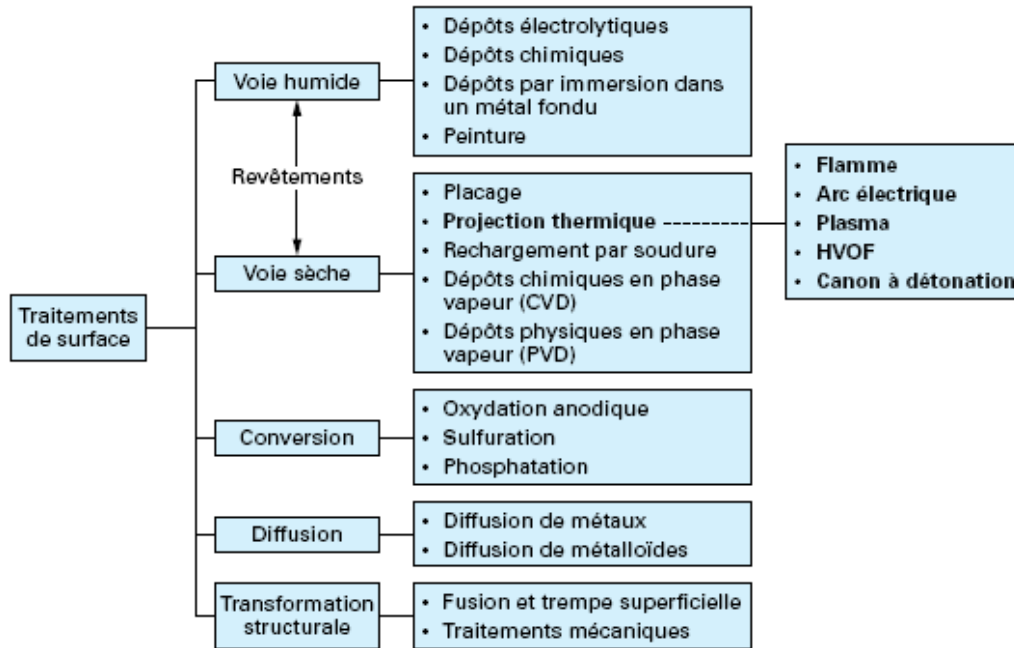 Traitements
de surface
Voie humide
• Dépôts électrolytiques
• Dépôts chimiques
• Dépôts par immersion dans
un métal fondu
• Peinture
Revêtements
Voie sèche
• Placage
• Projection thermique
• Rechargement par soudure
• Dépôts chimiques en phase
vapeur (CVD)
• Dépôts physiques en phase
vapeur (PVD)
• Flamme
• Arc électrique
• Plasma
• HVOF
• Canon à détonation
Conversion
• Oxydation anodique
• Sulfuration
• Phosphatation
Diffusion
• Diffusion de métaux
• Diffusion de métalloïdes
Transformation
structurale
• Fusion et trempe superficielle
• Traitements mécaniques